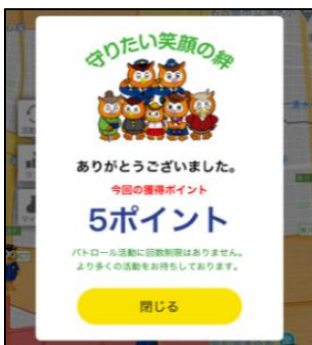 守りたい笑顔の絆
ありがとうございました。
今回の獲得ポイント
5ポイント
パトロール活動に回数制限はありません。
より多くの活動をお待ちしております。
閉じる